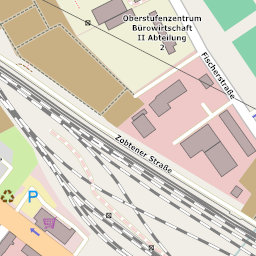 Oberstufenzentrum
Bürowirtschaft
II Abteilung
2
Fischerstraße
Zobtener Straße
P